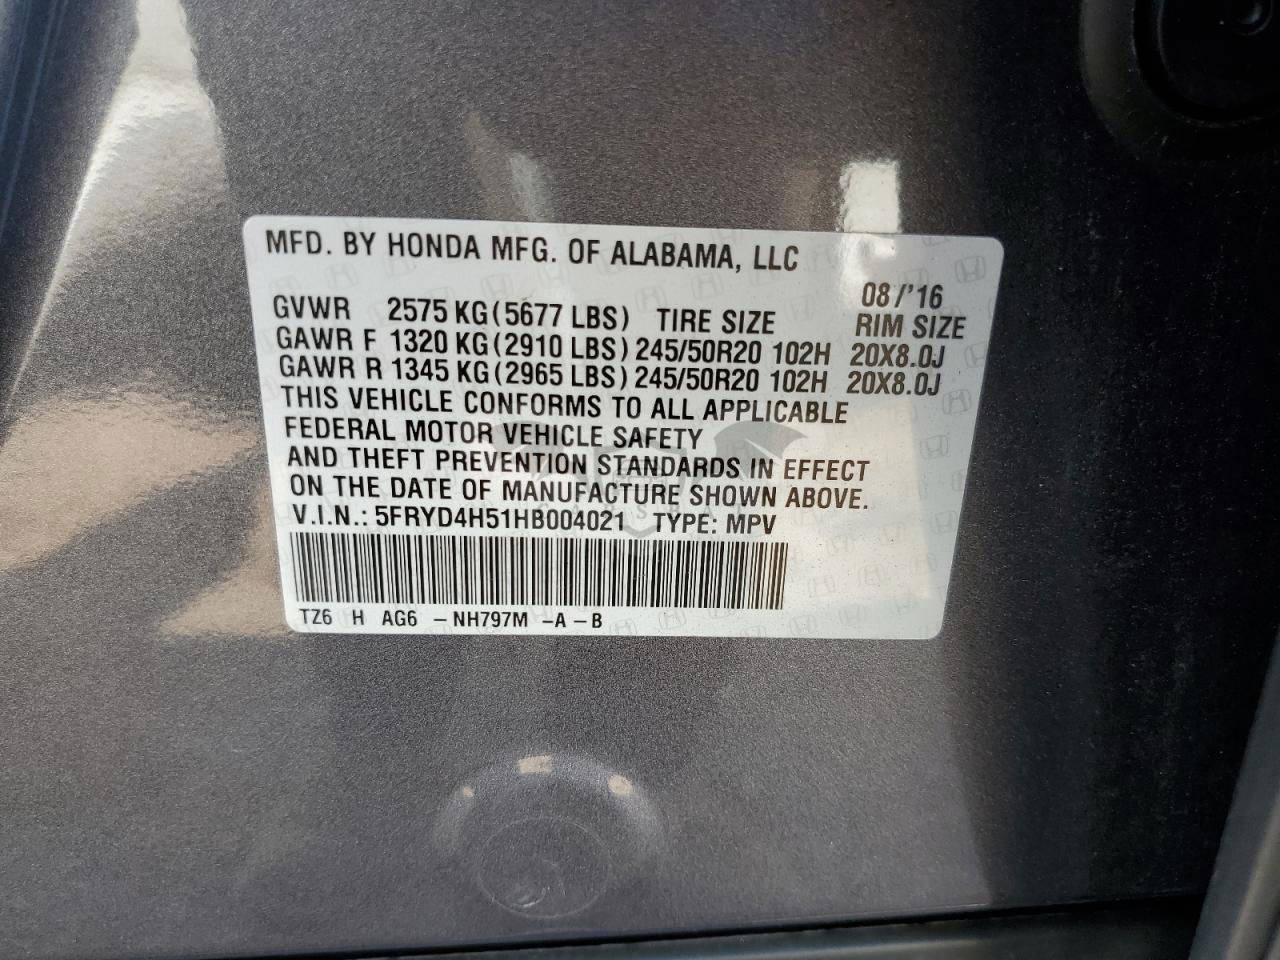 MFD. BY HONDA MFG. OF ALABAMA, LLC
08/'16
GVWR 2575 KG (5677 LBS) TIRE SIZE RIM SIZE
GAWR F 1320 KG (2910 LBS) 245/50R20 102H 20X8.0J
GAWR R 1345 KG (2965 LBS) 245/50R20 102H 20X8.0J
THIS VEHICLE CONFORMS TO ALL APPLICABLE
FEDERAL MOTOR VEHICLE SAFETY
AND THEFT PREVENTION STANDARDS IN EFFECT
ON THE DATE OF MANUFACTURE SHOWN ABOVE.
V.I.N.: 5FRYD4H51HB004021 TYPE: MPV
TZ6 H AG6 -NH797M -A-B